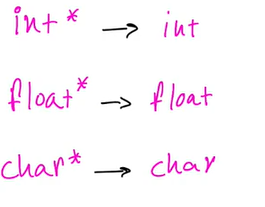 int* → int
float* → float
char* → char